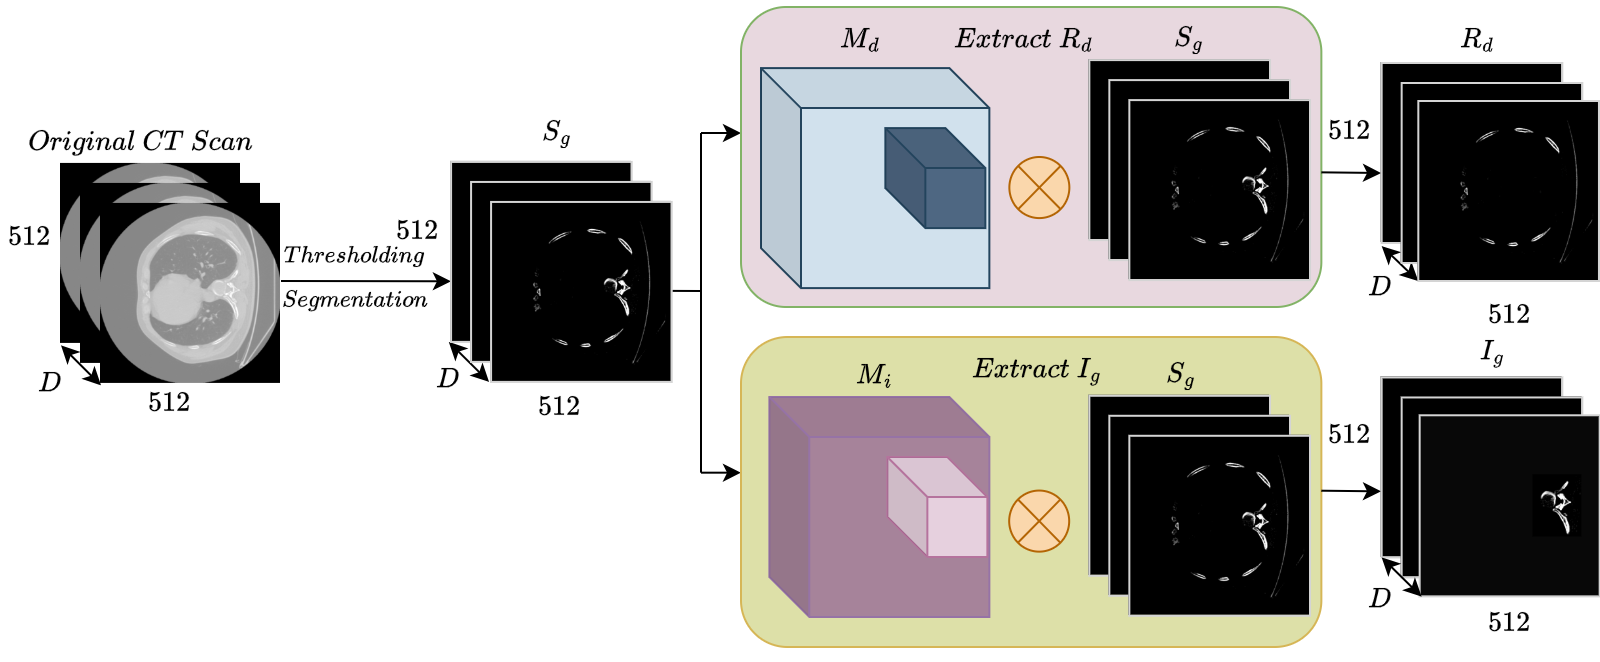 Original CT Scan
512
D
512
Thresholding
Segmentation
S_g
512
D
512
M_d
Extract R_d
S_g
M_i
Extract I_g
S_g
R_d
512
D
512
I_g
512
D
512